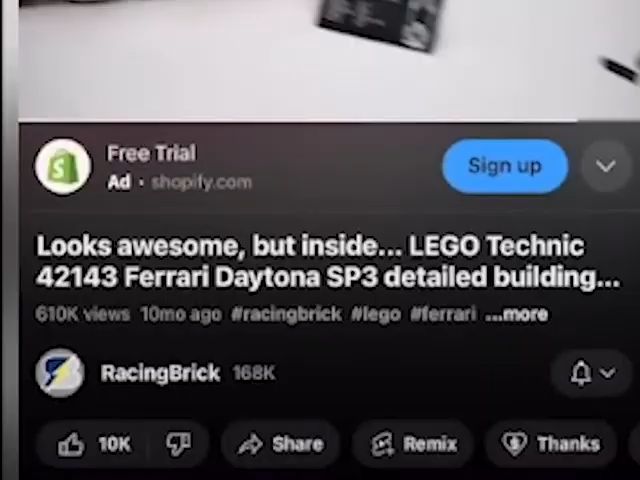 Free Trial
Ad · shopify.com
Sign up
Looks awesome, but inside... LEGO Technic
42143 Ferrari Daytona SP3 detailed building...
610K views 10mo ago #racingbrick #lego #ferrari ...more
RacingBrick 168K
10K Share Remix Thanks